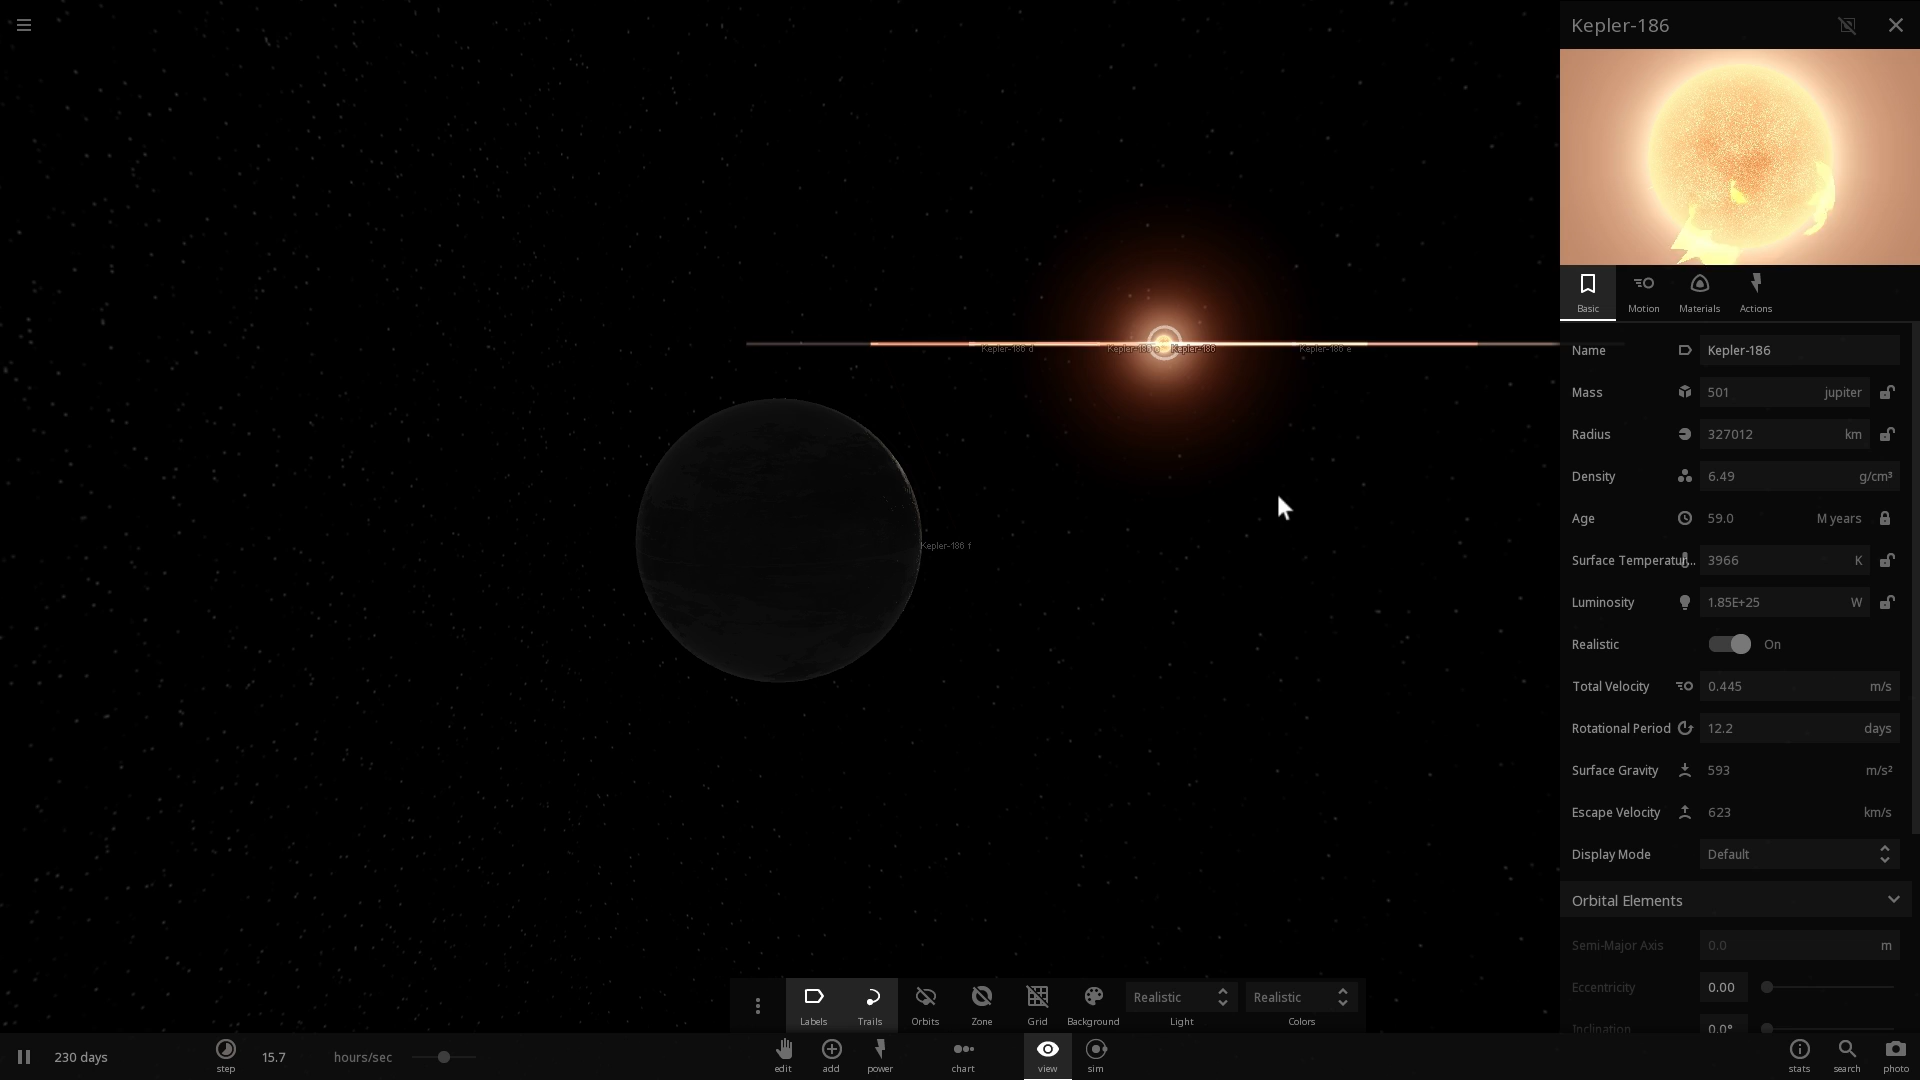 Kepler-186
Kepler-186 d
Kepler-186
Kepler-186 e
Kepler-186 f
Basic
Motion
Materials
Actions
Name
Kepler-186
Mass
501
jupiter
Radius
327012
km
Density
6.49
g/cm³
Age
59.0
M years
Surface Temperatur...
3966
K
Luminosity
1.85E+25
W
Realistic
On
Total Velocity
0.445
m/s
Rotational Period
12.2
days
Surface Gravity
593
m/s²
Escape Velocity
623
km/s
Display Mode
Default
Orbital Elements
Semi-Major Axis
0.0
m
Eccentricity
0.00
Inclination
0.0°
Labels
Trails
Orbits
Zone
Grid
Background
Realistic
Light
Realistic
Colors
230 days
step
15.7
hours/sec
edit
add
power
chart
view
sim
stats
search
photo